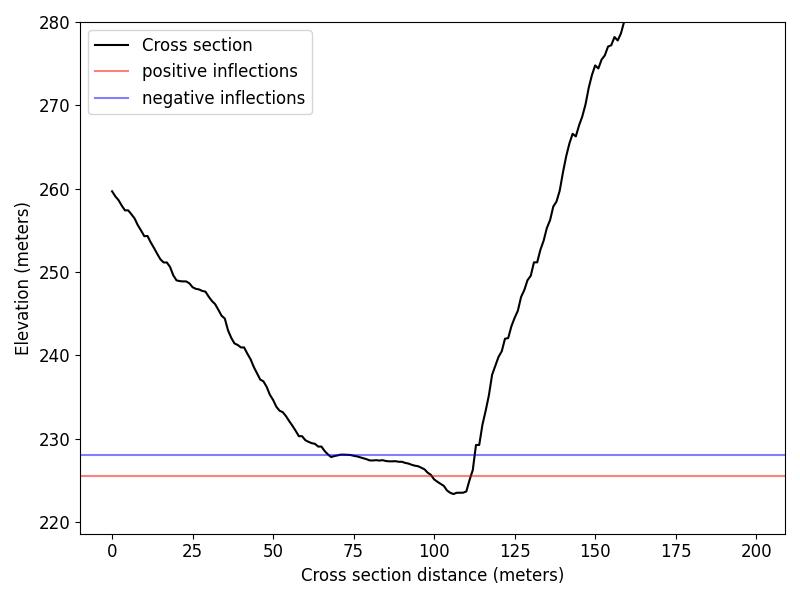 Cross section
positive inflections
negative inflections
280
270
260
250
240
230
220
Elevation (meters)
0 25 50 75 100 125 150 175 200
Cross section distance (meters)